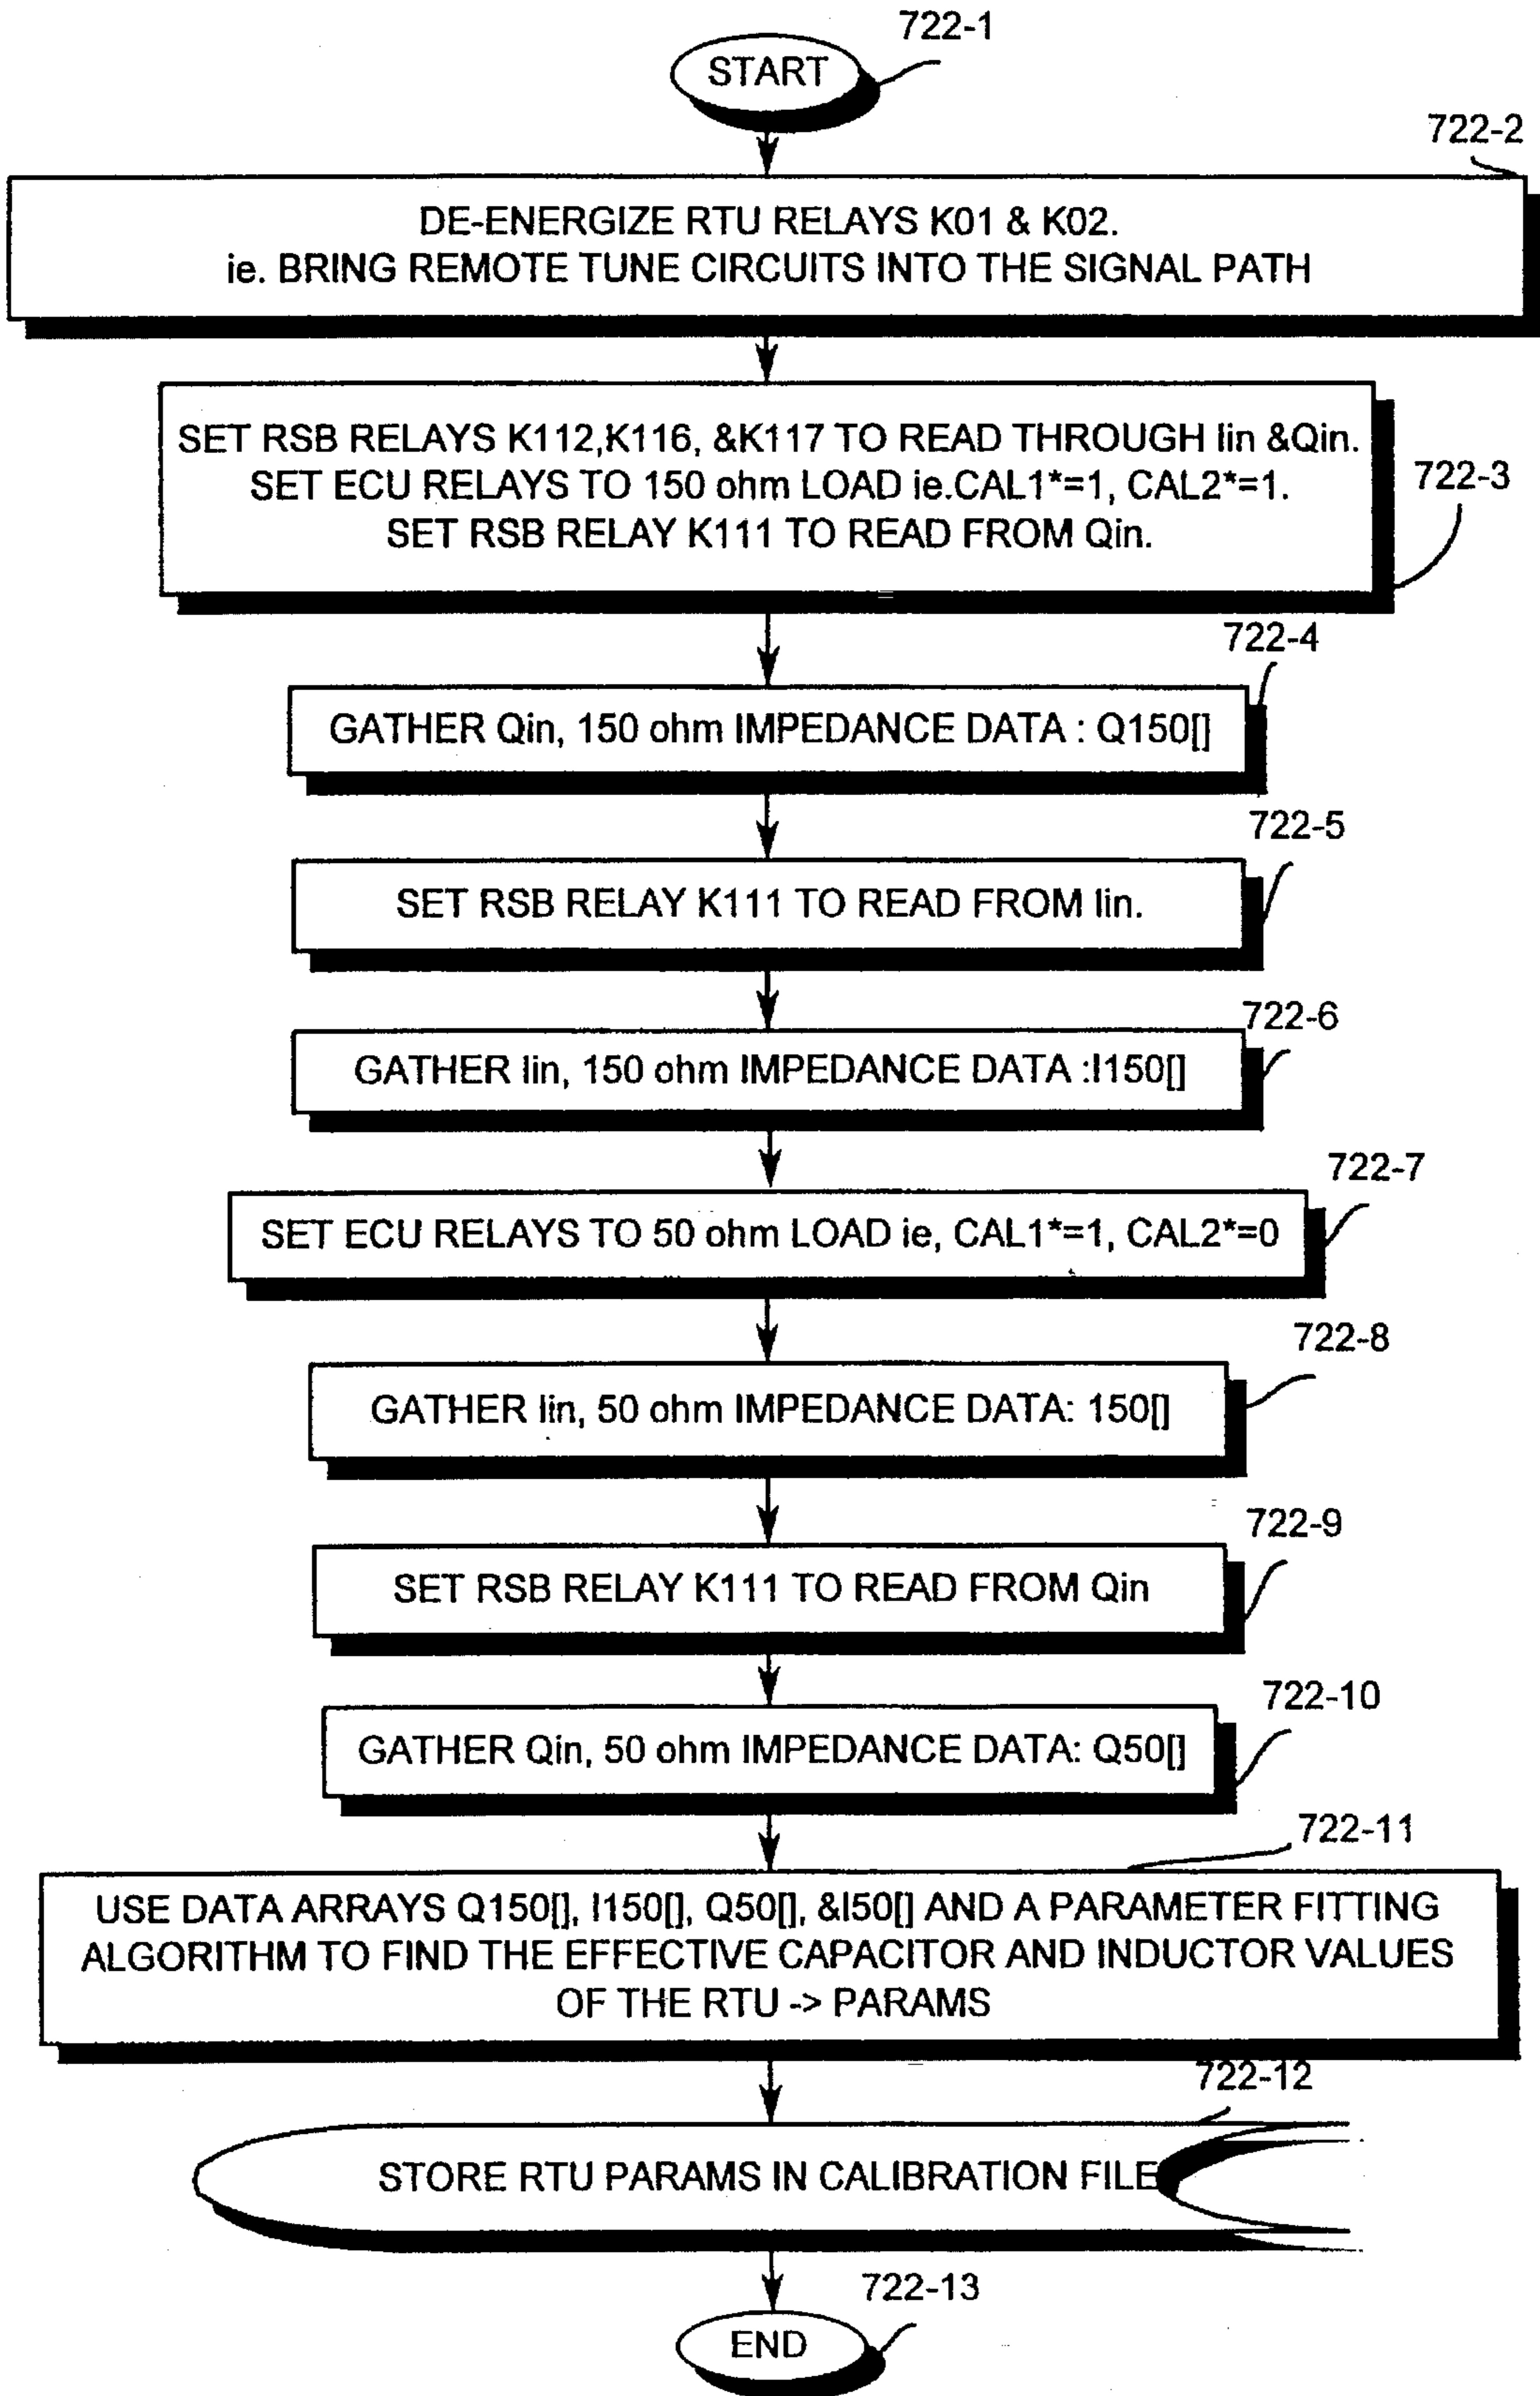 722-1
START
722-2
DE-ENERGIZE RTU RELAYS K01 & K02.
ie. BRING REMOTE TUNE CIRCUITS INTO THE SIGNAL PATH
SET RSB RELAYS K112,K116, &K117 TO READ THROUGH Iin &Qin.
SET ECU RELAYS TO 150 ohm LOAD ie.CAL1*=1, CAL2*=1.
SET RSB RELAY K111 TO READ FROM Qin.
722-3
722-4
GATHER Qin, 150 ohm IMPEDANCE DATA : Q150[]
722-5
SET RSB RELAY K111 TO READ FROM Iin.
722-6
GATHER Iin, 150 ohm IMPEDANCE DATA :I150[]
722-7
SET ECU RELAYS TO 50 ohm LOAD ie, CAL1*=1, CAL2*=0
722-8
GATHER Iin, 50 ohm IMPEDANCE DATA: 150[]
722-9
SET RSB RELAY K111 TO READ FROM Qin
722-10
GATHER Qin, 50 ohm IMPEDANCE DATA: Q50[]
722-11
USE DATA ARRAYS Q150[], I150[], Q50[], &I50[] AND A PARAMETER FITTING
ALGORITHM TO FIND THE EFFECTIVE CAPACITOR AND INDUCTOR VALUES
OF THE RTU -> PARAMS
722-12
STORE RTU PARAMS IN CALIBRATION FILE
722-13
END